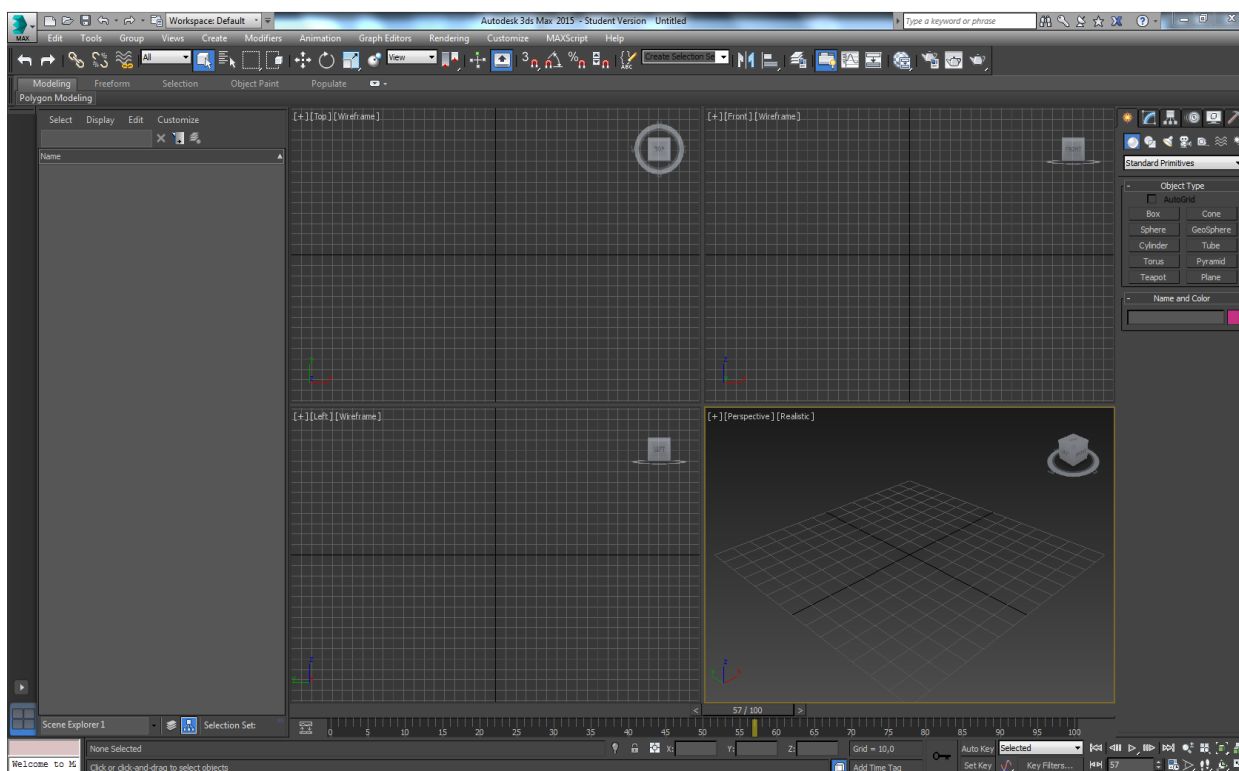 Workspace: Default
Autodesk 3ds Max 2015 - Student Version Untitled
Type a keyword or phrase
MAX
Edit Tools Group Views Create Modifiers Animation Graph Editors Rendering Customize MAXScript Help
All
View
Create Selection Se
Modeling Freeform Selection Object Paint Populate
Polygon Modeling
Select Display Edit Customize
Name
[+] [Top] [Wireframe]
TOP
[+] [Front] [Wireframe]
[+] [Left] [Wireframe]
LEFT
[+] [Perspective] [Realistic]
Standard Primitives
- Object Type
AutoGrid
Box Cone
Sphere GeoSphere
Cylinder Tube
Torus Pyramid
Teapot Plane
- Name and Color
< 57 / 100 >
Scene Explorer 1
Selection Set:
0 5 10 15 20 25 30 35 40 45 50 55 60 65 70 75 80 85 90 95 100
None Selected
X: Y: Z:
Grid = 10,0
Auto Key Selected
Welcome to M
Click or click-and-drag to select objects
Add Time Tag
Set Key Key Filters...
57